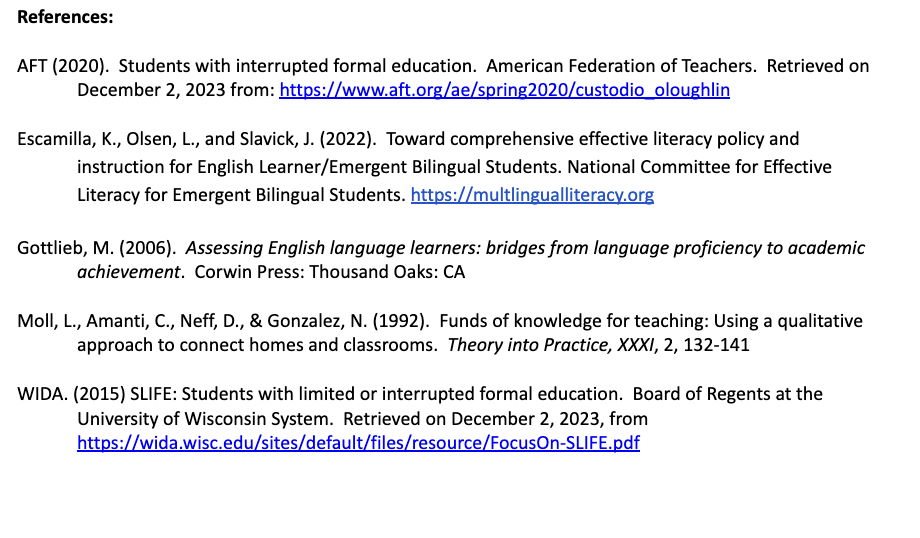 References:
AFT (2020).  Students with interrupted formal education.  American Federation of Teachers.  Retrieved on
December 2, 2023 from: https://www.aft.org/ae/spring2020/custodio_oloughlin
Escamilla, K., Olsen, L., and Slavick, J. (2022).  Toward comprehensive effective literacy policy and
instruction for English Learner/Emergent Bilingual Students. National Committee for Effective
Literacy for Emergent Bilingual Students. https://multlingualliteracy.org
Gottlieb, M. (2006).  Assessing English language learners: bridges from language proficiency to academic
achievement.  Corwin Press: Thousand Oaks: CA
Moll, L., Amanti, C., Neff, D., & Gonzalez, N. (1992).  Funds of knowledge for teaching: Using a qualitative
approach to connect homes and classrooms.  Theory into Practice, XXXI, 2, 132-141
WIDA. (2015) SLIFE: Students with limited or interrupted formal education.  Board of Regents at the
University of Wisconsin System.  Retrieved on December 2, 2023, from
https://wida.wisc.edu/sites/default/files/resource/FocusOn-SLIFE.pdf